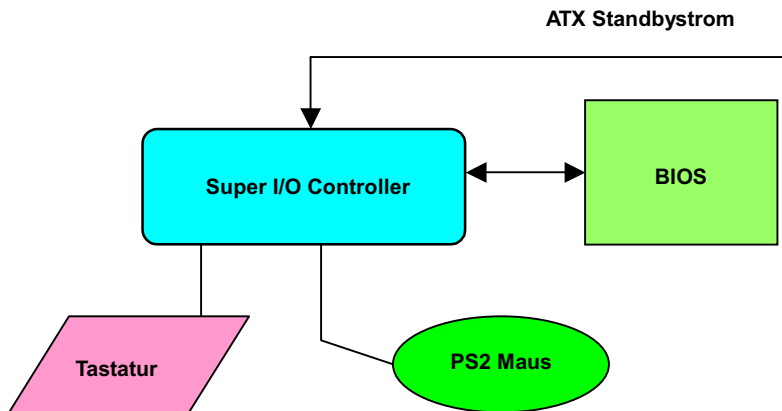 ATX Standbystrom
Super I/O Controller
BIOS
Tastatur
PS2 Maus